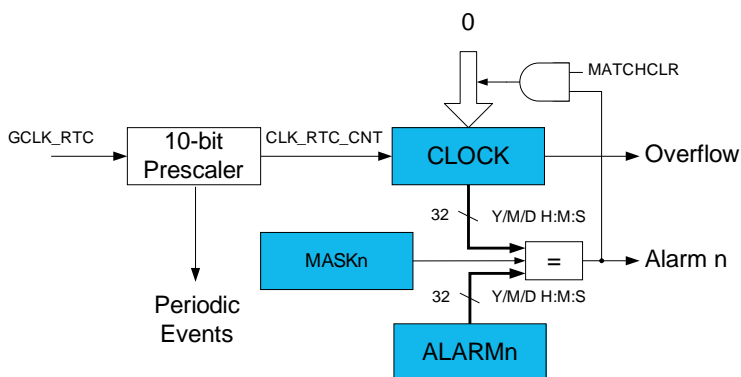 0
MATCHCLR
GCLK_RTC
10-bit
Prescaler
CLK_RTC_CNT
CLOCK
Overflow
32
Y/M/D H:M:S
MASKn
=
Alarm n
32
Y/M/D H:M:S
Periodic
Events
ALARMn